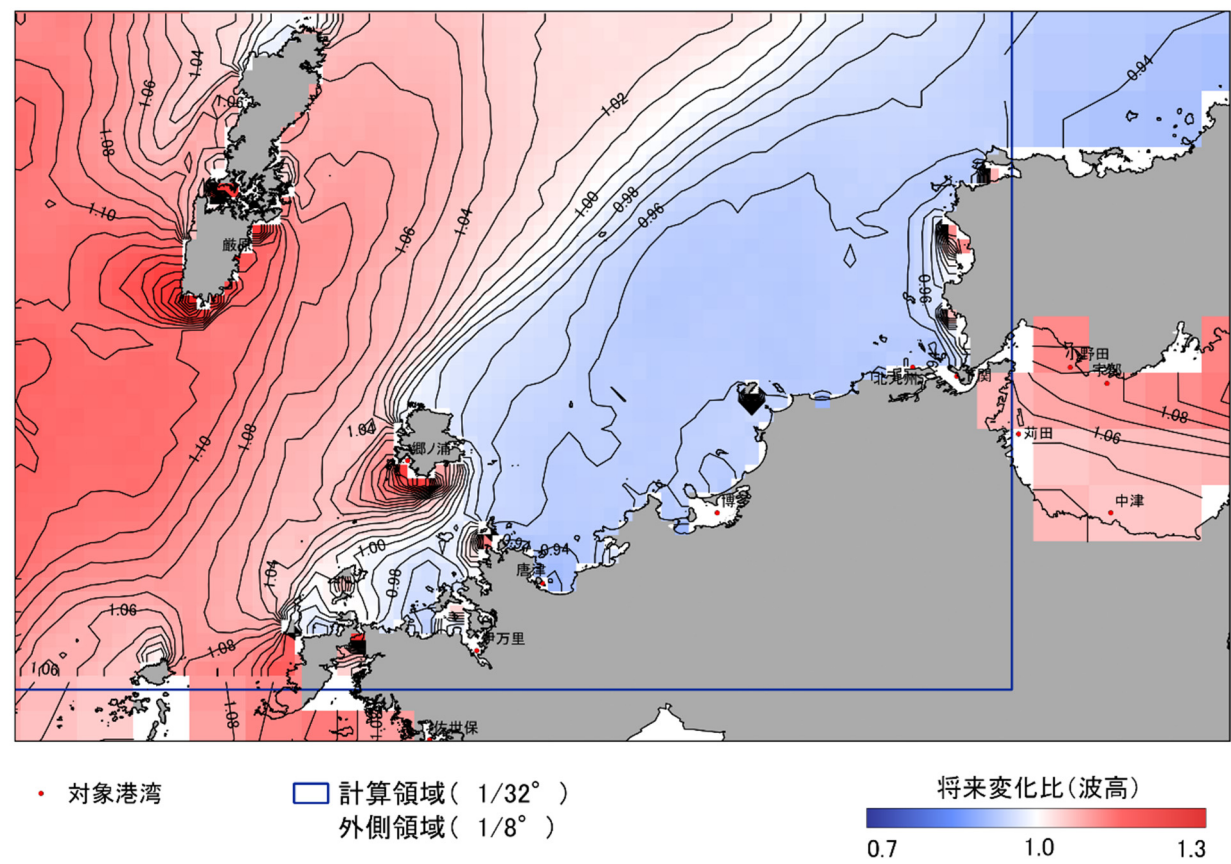 1.04
1.06
1.06
1.02
0.94
1.08
1.10
1.00
0.98
0.96
1.04
1.06
厳原
0.96
小野田
宇部
北九州
関
1.08
1.06
苅田
1.04
1.08
1.10
郷ノ浦
中津
博多
1.00
0.94
0.94
唐津
1.04
0.98
1.06
伊万里
1.08
1.06
1.08
佐世保
対象港湾
計算領域( 1/32° )
外側領域( 1/8° )
将来変化比(波高)
0.7 1.0 1.3